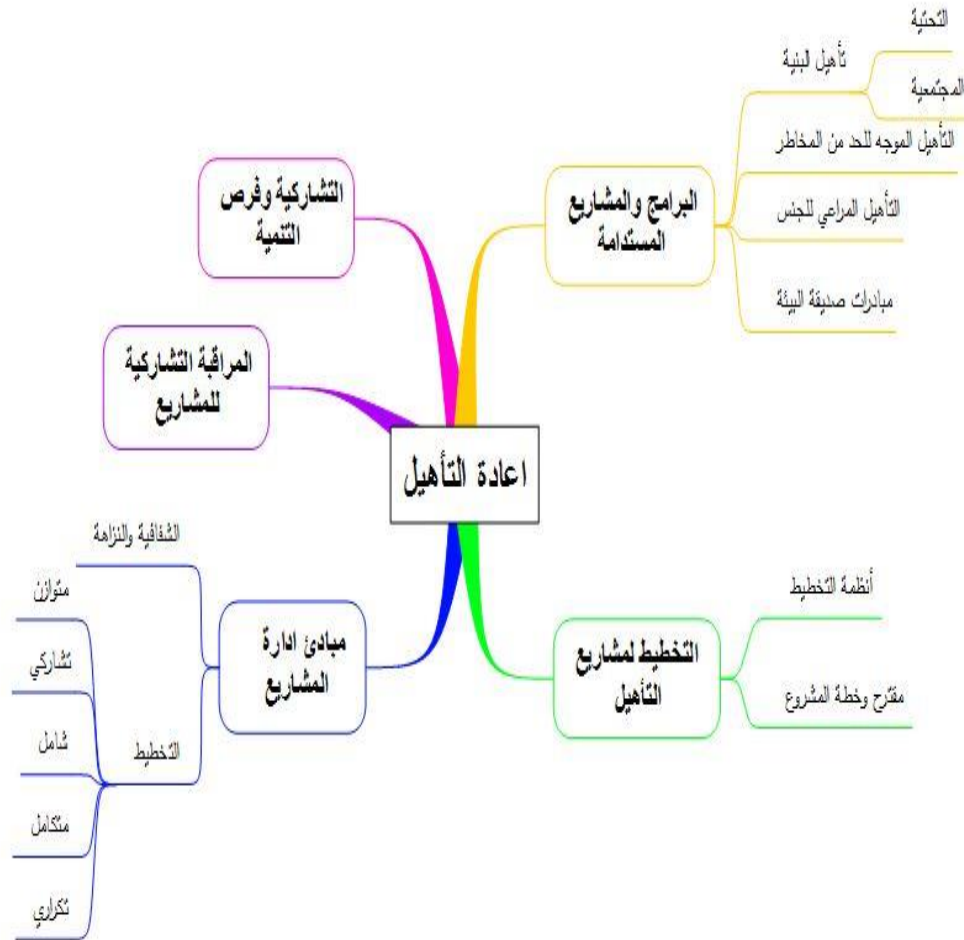 اعادة التأهيل
البرامج والمشاريع
المستدامة
تأهيل البنية
التحتية
المجتمعية
التأهيل الموجه للحد من المخاطر
التأهيل المراعي للجنس
مبادرات صديقة البيئة
التخطيط لمشاريع
التأهيل
أنظمة التخطيط
مقترح وخطة المشروع
التشاركية وفرص
التنمية
المراقبة التشاركية
للمشاريع
مبادئ ادارة
المشاريع
الشفافية والنزاهة
التخطيط
متوازن
تشاركي
شامل
متكامل
تكراري